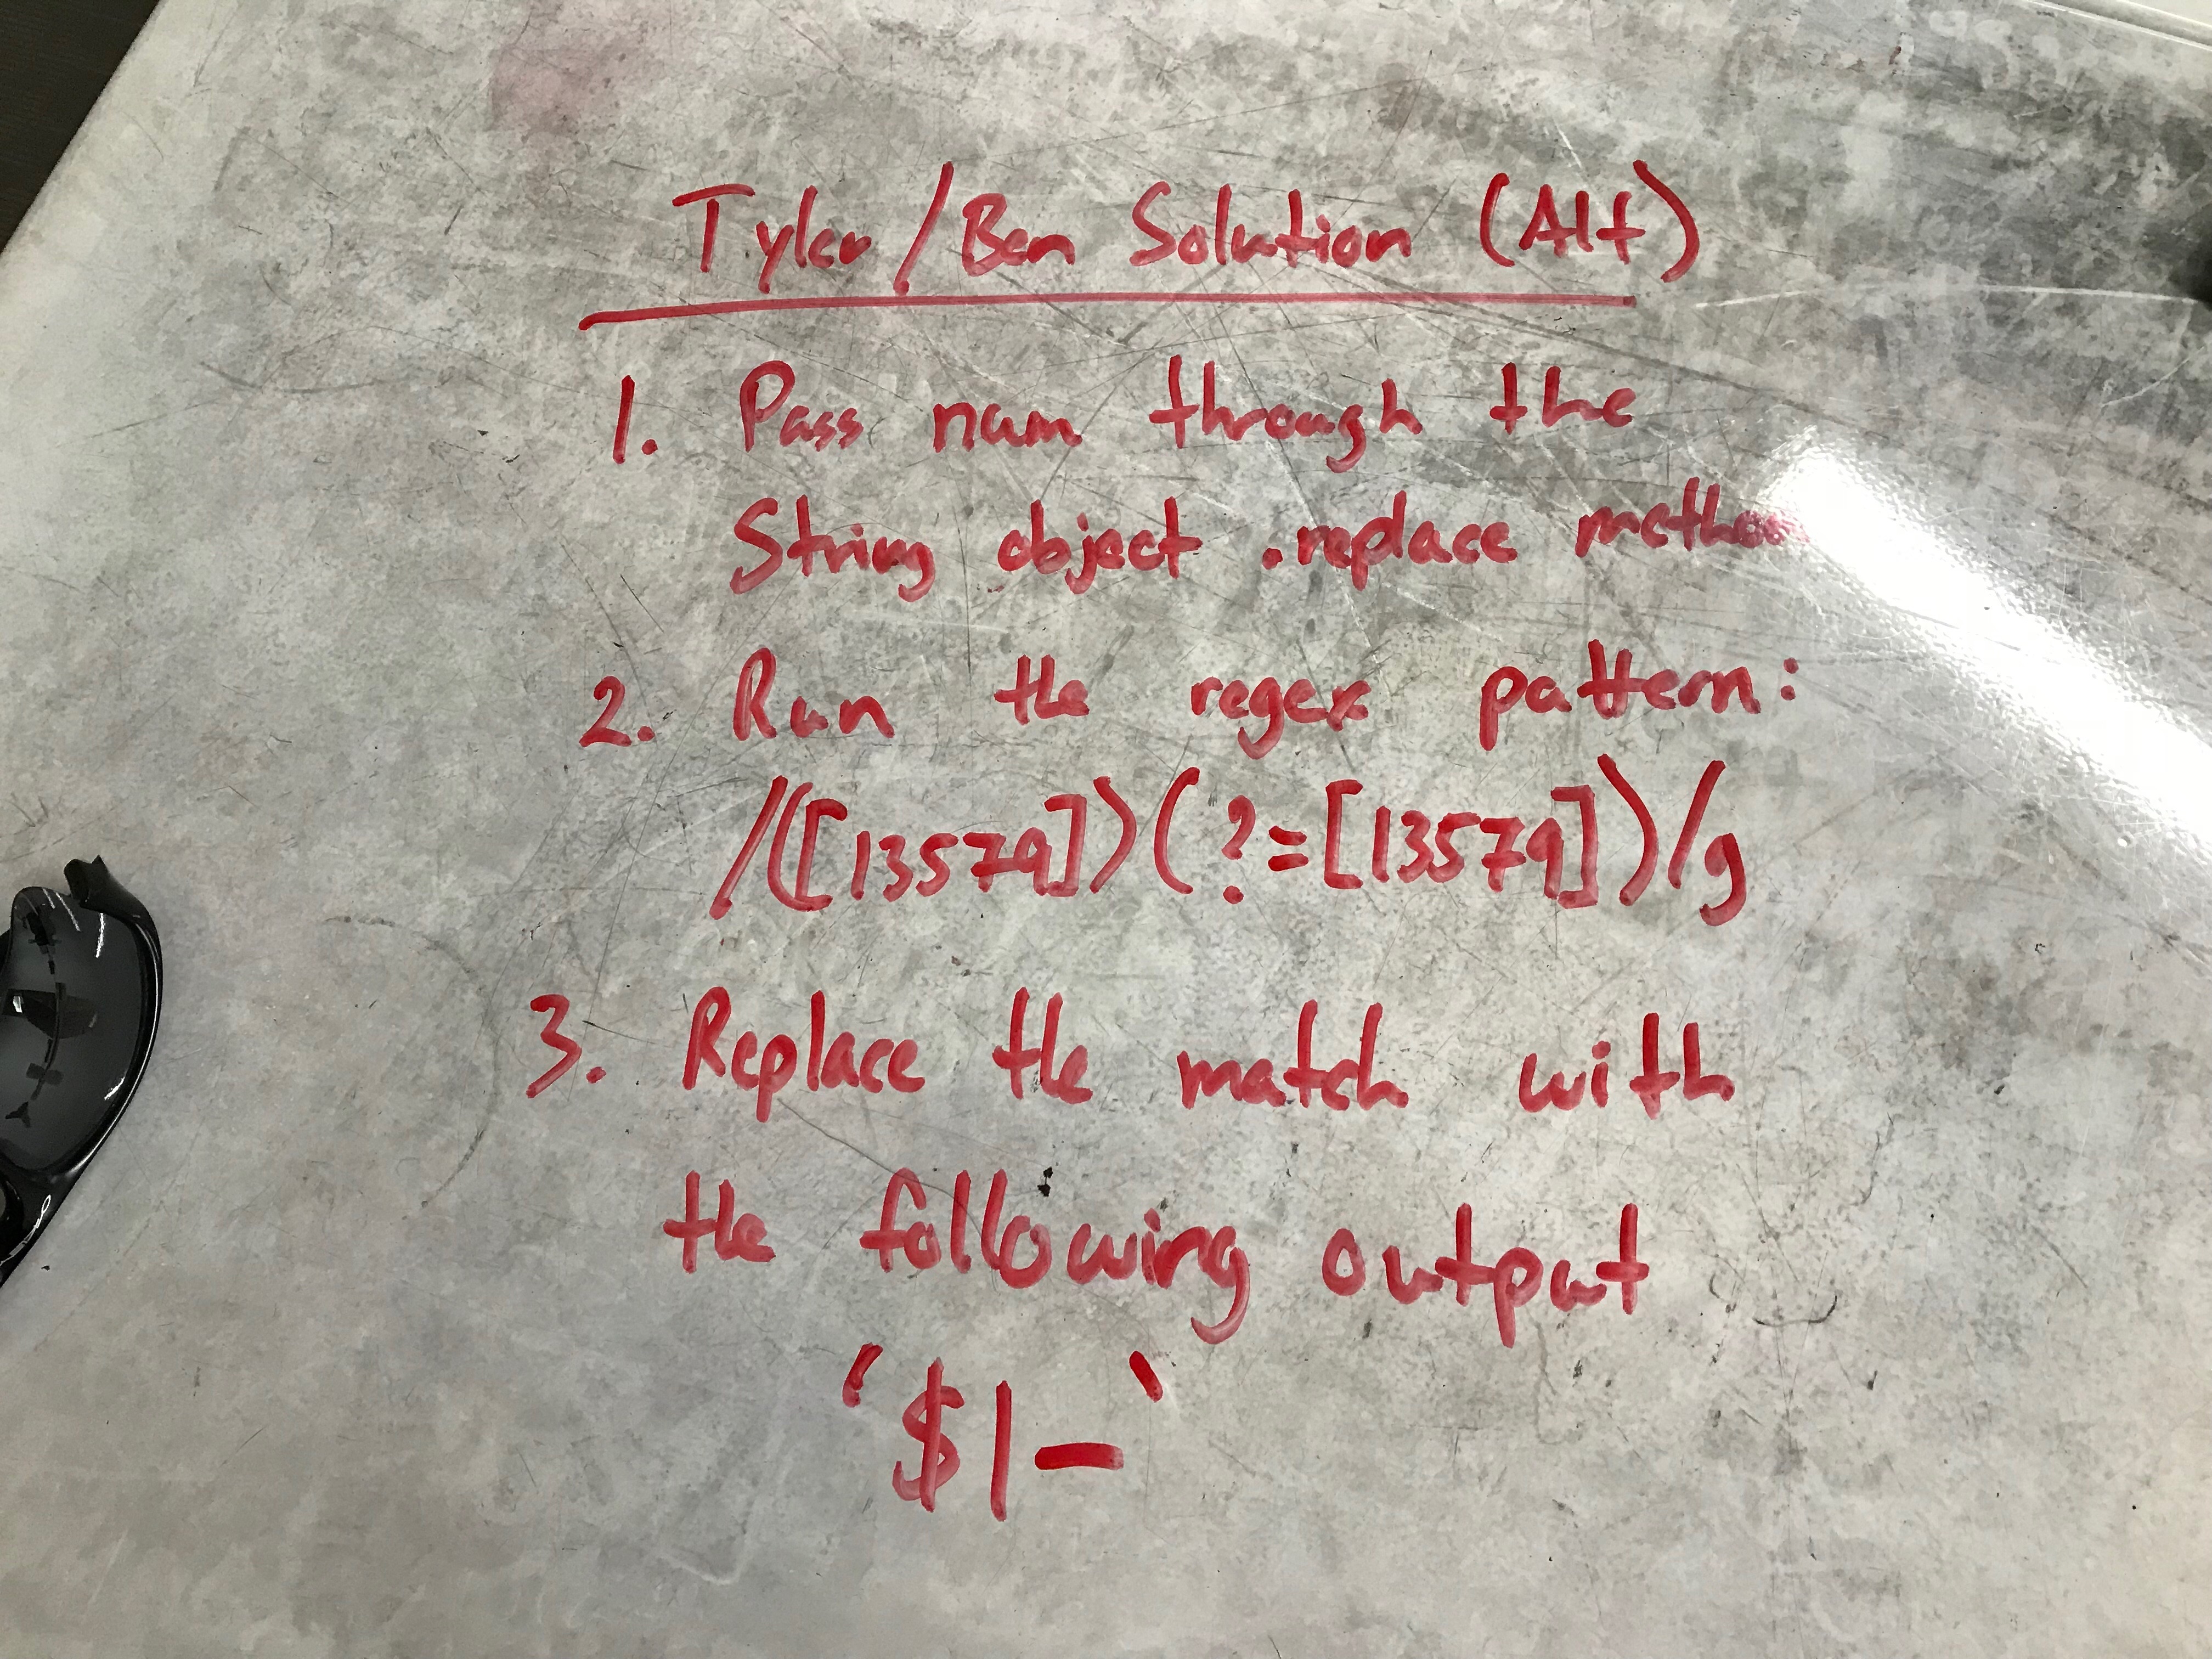 Tyler/Ben Solution (Alt)
1. Pass num through the
String object .replace method
2. Run the regex pattern:
/([13579])(?=[13579])/g
3. Replace the match with
the following output
‘$1-‵